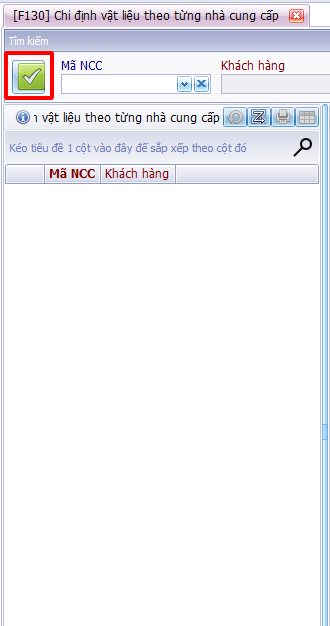 [F130] Chỉ định vật liệu theo từng nhà cung cấp
Tìm kiếm
Mã NCC
Khách hàng
vật liệu theo từng nhà cung cấp
Kéo tiêu đề 1 cột vào đây để sắp xếp theo cột đó
Mã NCC
Khách hàng